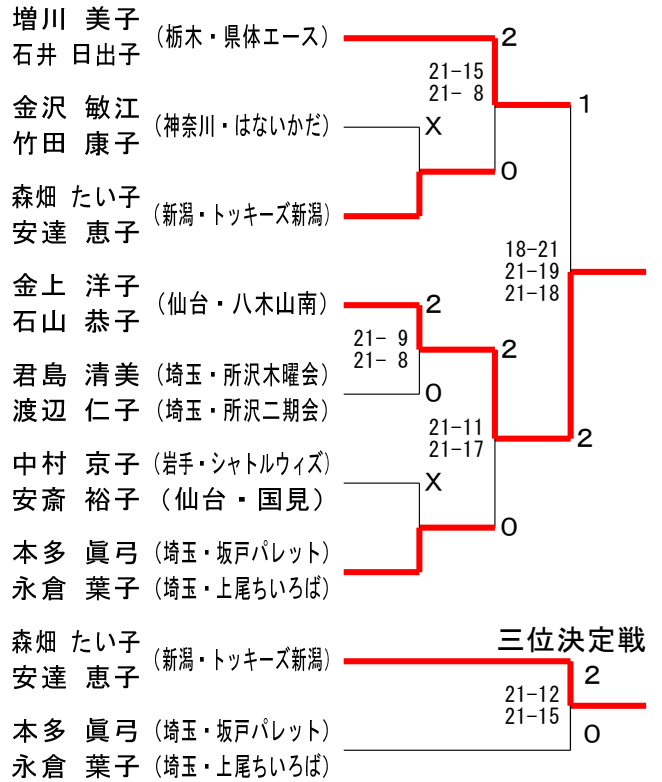 増川 美子 (栃木・県体エース) 2
石井 日出子
21-15
21- 8
1
金沢 敏江 (神奈川・はないかだ) X
竹田 康子
0
森畑 たい子 (新潟・トッキーズ新潟)
安達 恵子
18-21
21-19
21-18
金上 洋子 (仙台・八木山南) 2
石山 恭子
21- 9
21- 8
2
君島 清美 (埼玉・所沢木曜会)
渡辺 仁子 (埼玉・所沢二期会) 0
21-11
21-17
2
中村 京子 (岩手・シャトルウィズ) X
安斎 裕子 (仙台・国見)
0
本多 眞弓 (埼玉・坂戸パレット)
永倉 葉子 (埼玉・上尾ちいろば)
三位決定戦
森畑 たい子 (新潟・トッキーズ新潟)
安達 恵子
2
21-12
21-15
0
本多 眞弓 (埼玉・坂戸パレット)
永倉 葉子 (埼玉・上尾ちいろば)